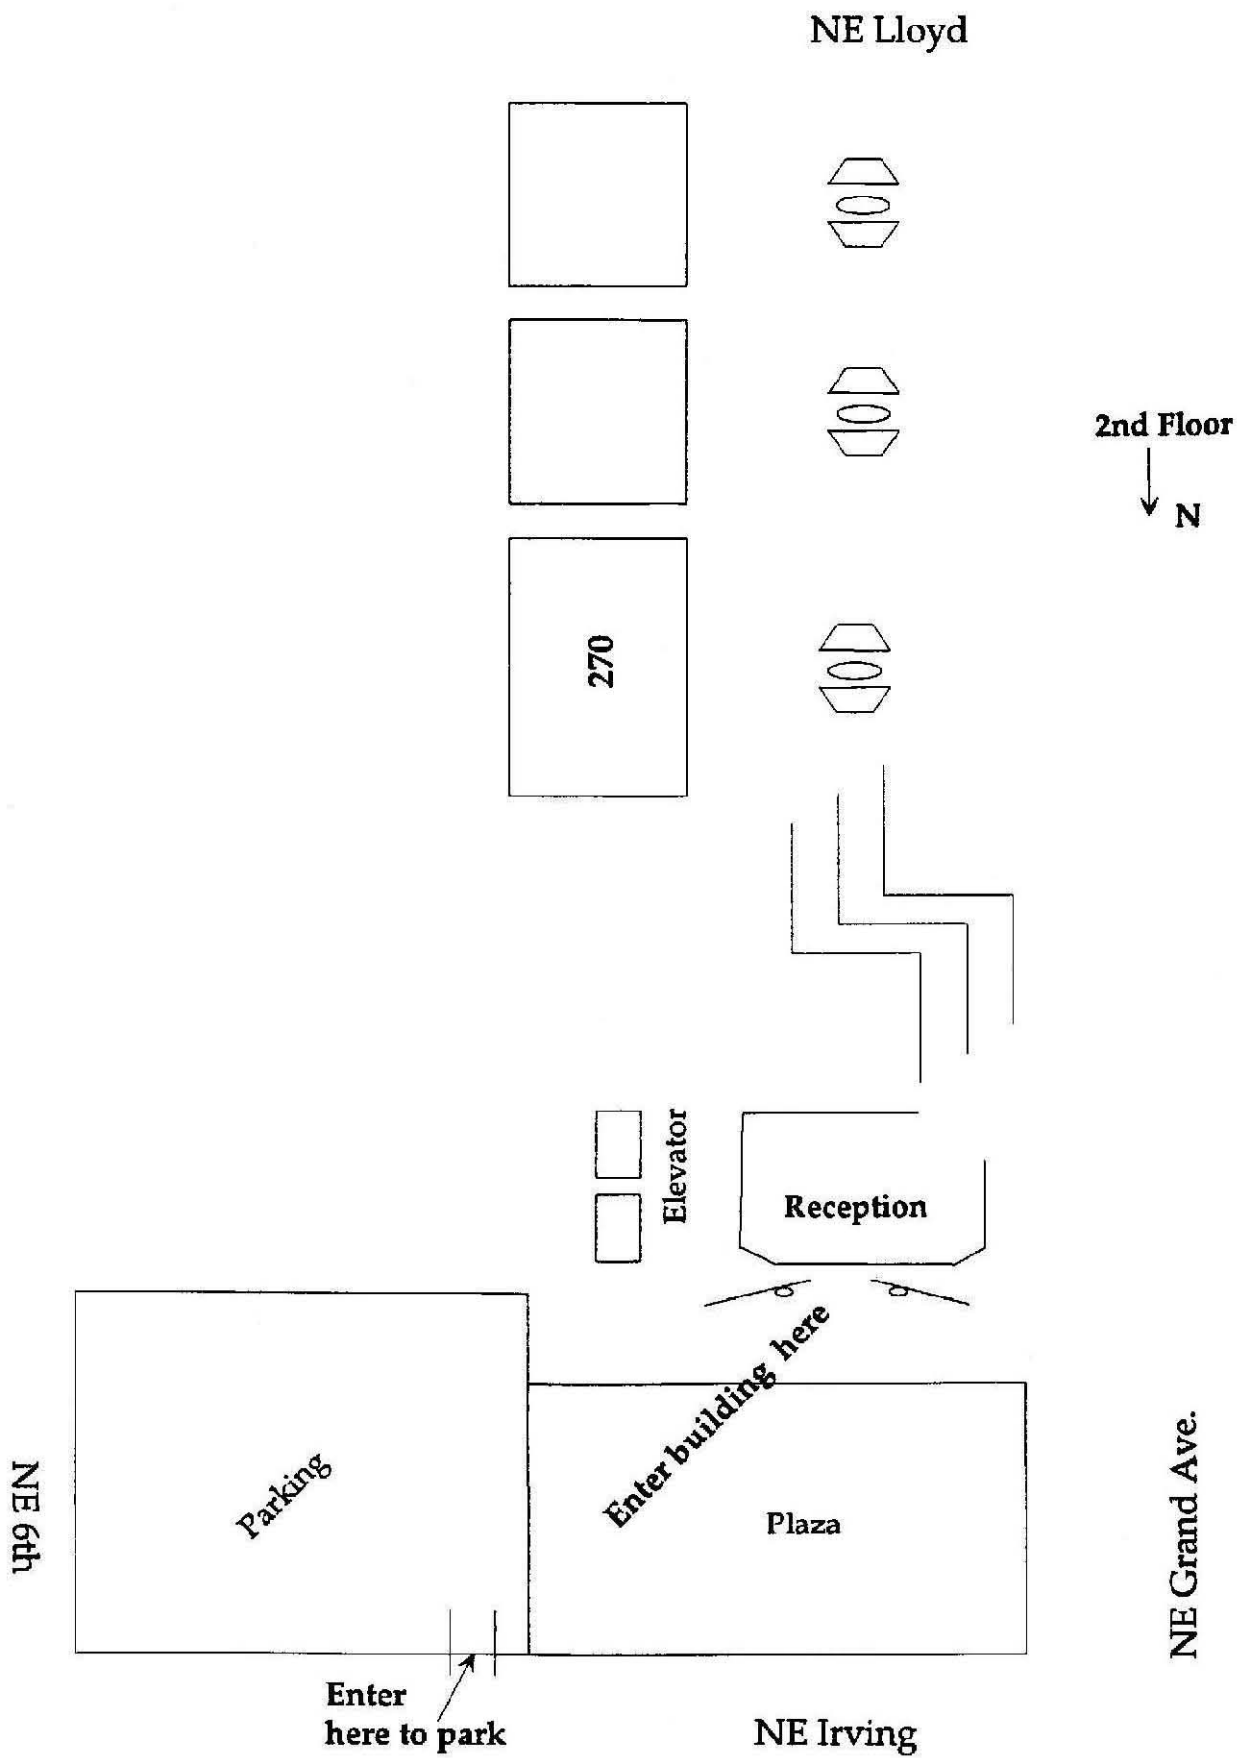 NE Lloyd
2nd Floor
N
270
Elevator
Reception
Enter building here
Parking
Plaza
NE 6th
NE Grand Ave.
Enter
here to park
NE Irving